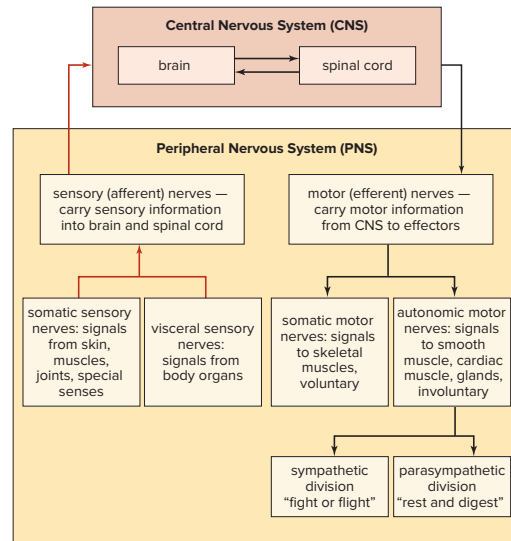 Central Nervous System (CNS)
brain
spinal cord
Peripheral Nervous System (PNS)
sensory (afferent) nerves —
carry sensory information
into brain and spinal cord
motor (efferent) nerves —
carry motor information
from CNS to effectors
somatic sensory
nerves: signals
from skin,
muscles,
joints, special
senses
visceral sensory
nerves:
signals from
body organs
somatic motor
nerves: signals
to skeletal
muscles,
voluntary
autonomic motor
nerves: signals
to smooth
muscle, cardiac
muscle, glands,
involuntary
sympathetic
division
“fight or flight”
parasympathetic
division
“rest and digest”